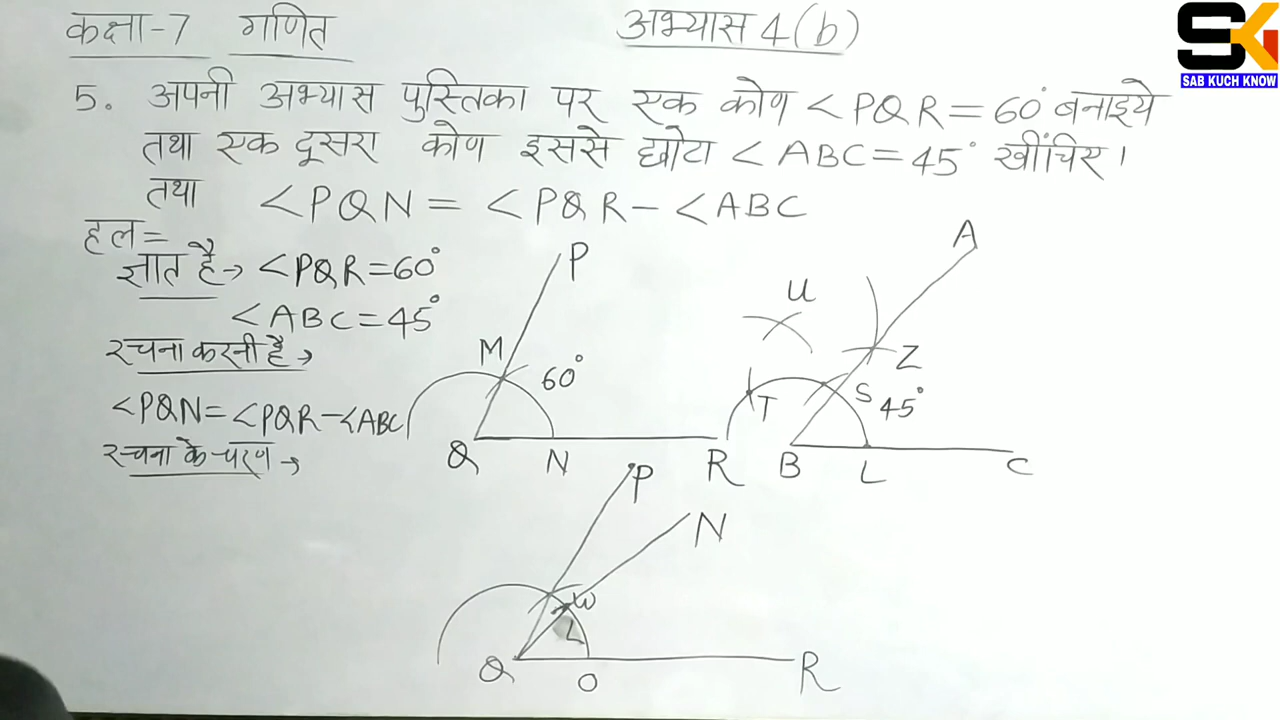 कक्षा-7 गणित अभ्यास 4(b)
SK
SAB KUCH KNOW
5. अपनी अभ्यास पुस्तिका पर एक कोण <PQR=60° बनाइये
तथा एक दूसरा कोण इससे छोटा <ABC=45° खींचिए।
तथा <PQN=<PQR-<ABC
हल=
ज्ञात है→ <PQR=60°
<ABC=45°
रचना करनी है→
<PQN=<PQR-<ABC
रचना के चरण→
P
M 60°
Q N R
A
U
Z
T S 45°
B L C
P
N
W
L
Q O R